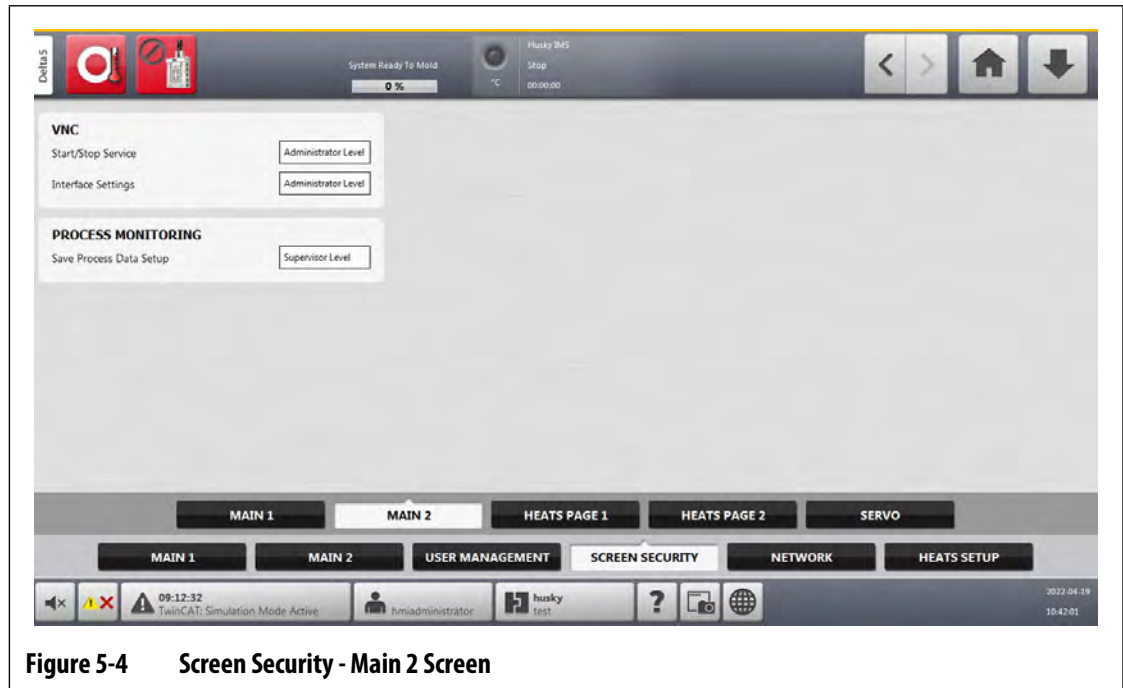 Delta5
System Ready To Mold
0 %
°C
Husky IMS
Stop
00:00:00
VNC
Start/Stop Service
Administrator Level
Interface Settings
Administrator Level
PROCESS MONITORING
Save Process Data Setup
Supervisor Level
MAIN 1
MAIN 2
HEATS PAGE 1
HEATS PAGE 2
SERVO
MAIN 1
MAIN 2
USER MANAGEMENT
SCREEN SECURITY
NETWORK
HEATS SETUP
09:12:32
TwinCAT: Simulation Mode Active
hmiadministrator
husky
test
?
2022-04-19
10:42:01
Figure 5-4 Screen Security - Main 2 Screen